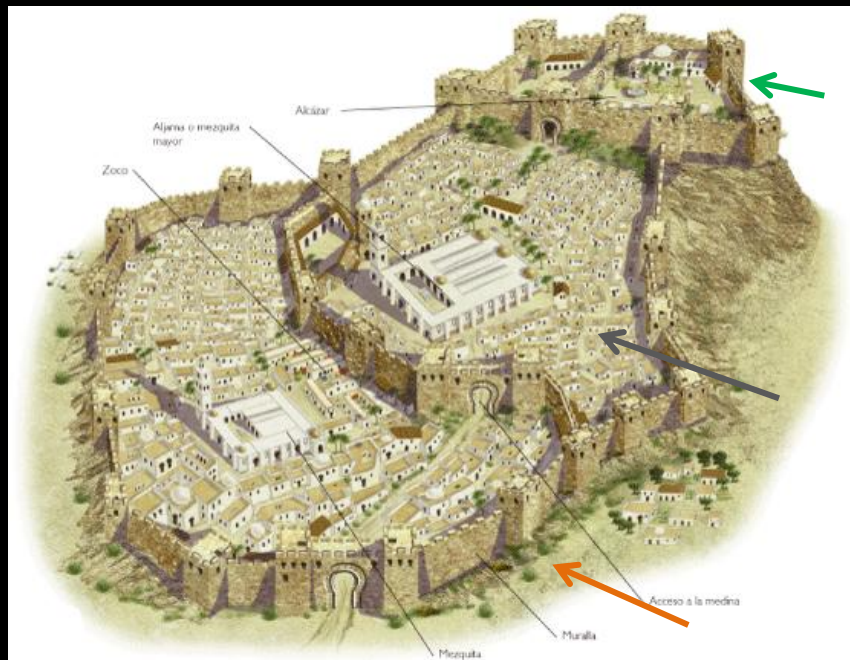 Alcázar
Aljama o mezquita
mayor
Zoco
Acceso a la medina
Muralla
Mezquita